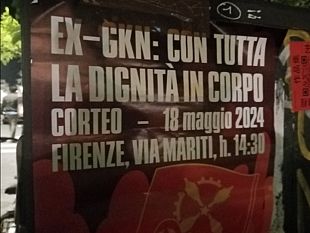 EX-GKN: CON TUTTA
LA DIGNITÀ IN CORPO
CORTEO – 18 maggio 2024
FIRENZE, VIA MARITI, h. 14:30